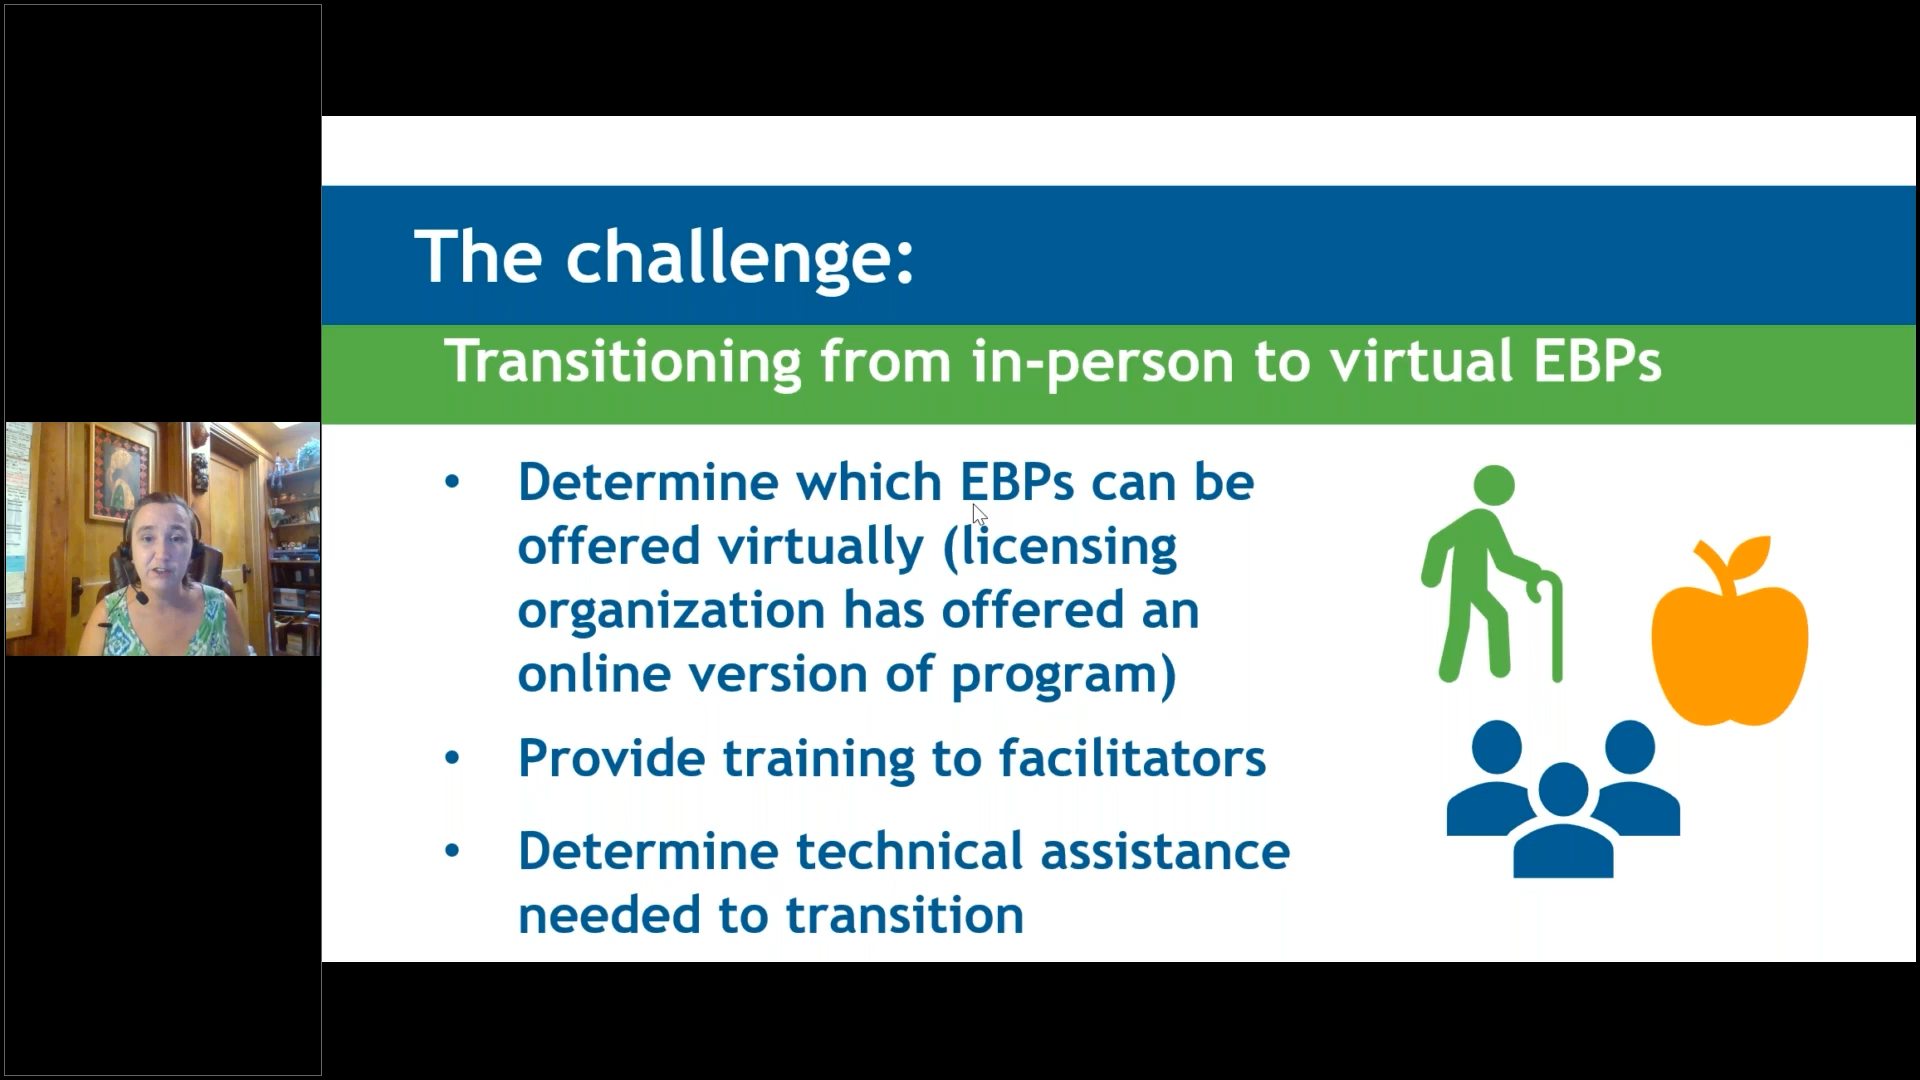 The challenge:
Transitioning from in-person to virtual EBPs
• Determine which EBPs can be
offered virtually (licensing
organization has offered an
online version of program)
• Provide training to facilitators
• Determine technical assistance
needed to transition